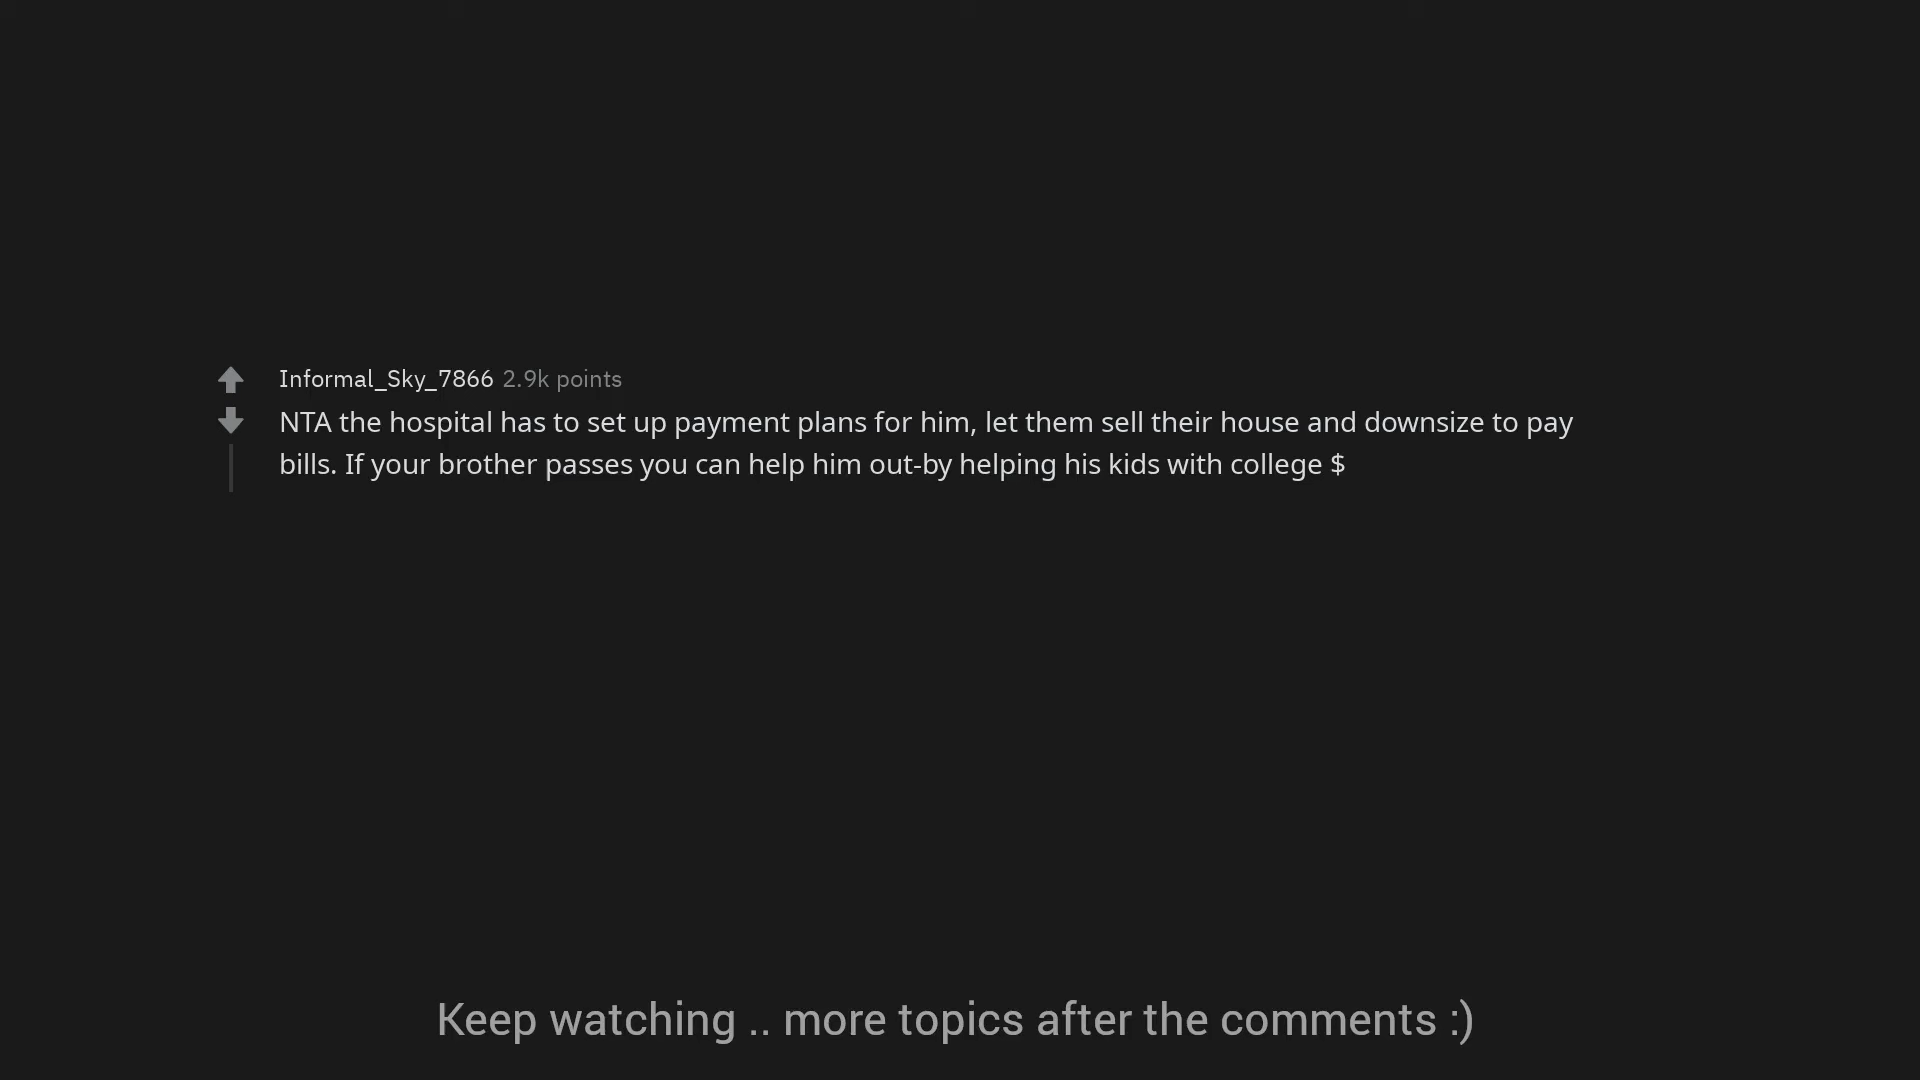 Informal_Sky_7866 2.9k points
NTA the hospital has to set up payment plans for him, let them sell their house and downsize to pay
bills. If your brother passes you can help him out-by helping his kids with college $
Keep watching .. more topics after the comments :)